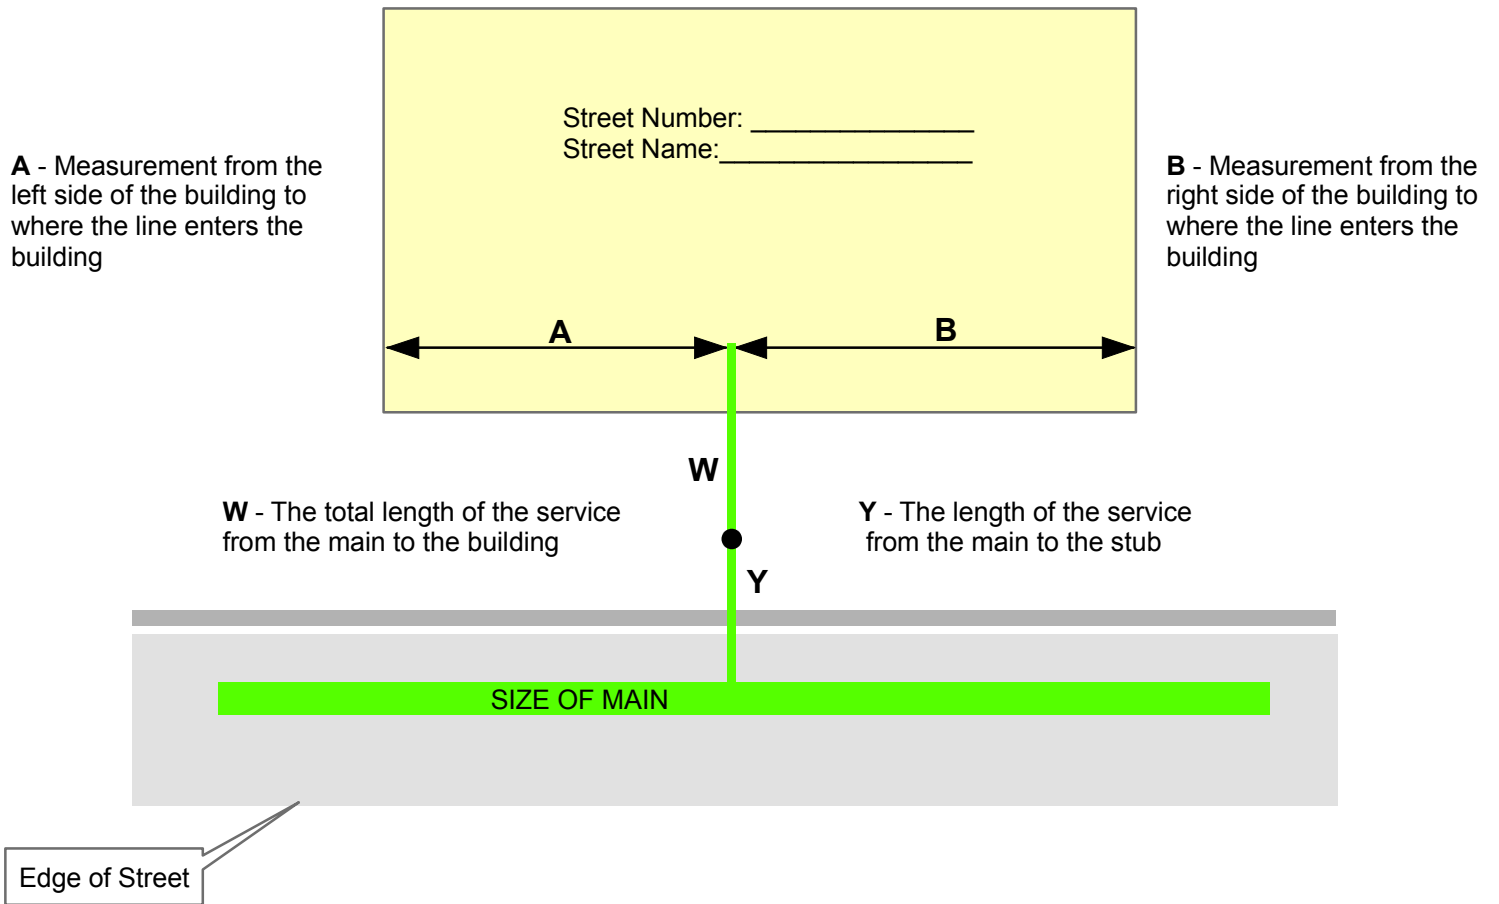 Street Number: _______________
Street Name:_________________
A - Measurement from the
left side of the building to
where the line enters the
building
B - Measurement from the
right side of the building to
where the line enters the
building
A
B
W
W - The total length of the service
from the main to the building
Y - The length of the service
from the main to the stub
Y
SIZE OF MAIN
Edge of Street